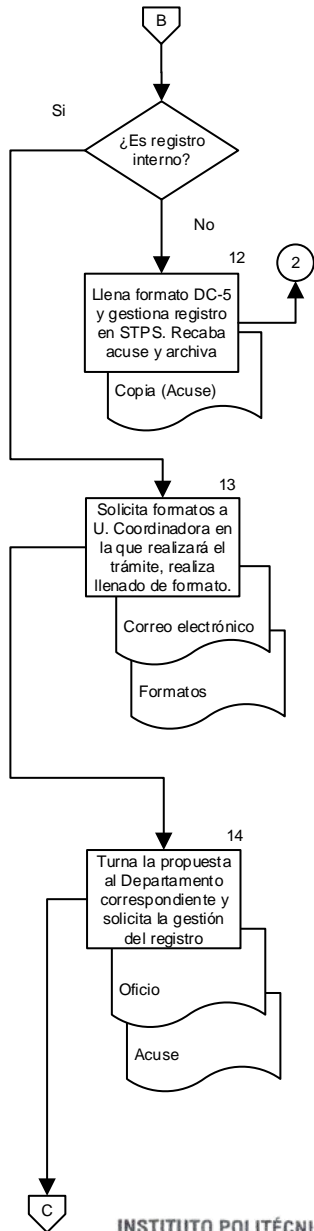 B
Si
¿Es registro
interno?
No
12
2
Llena formato DC-5
y gestiona registro
en STPS. Recaba
acuse y archiva
Copia (Acuse)
13
Solicita formatos a
U. Coordinadora en
la que realizará el
trámite, realiza
llenado de formato.
Correo electrónico
Formatos
14
Turna la propuesta
al Departamento
correspondiente y
solicita la gestión
del registro
Oficio
Acuse
C
INSTITUTO POLITÉCNI